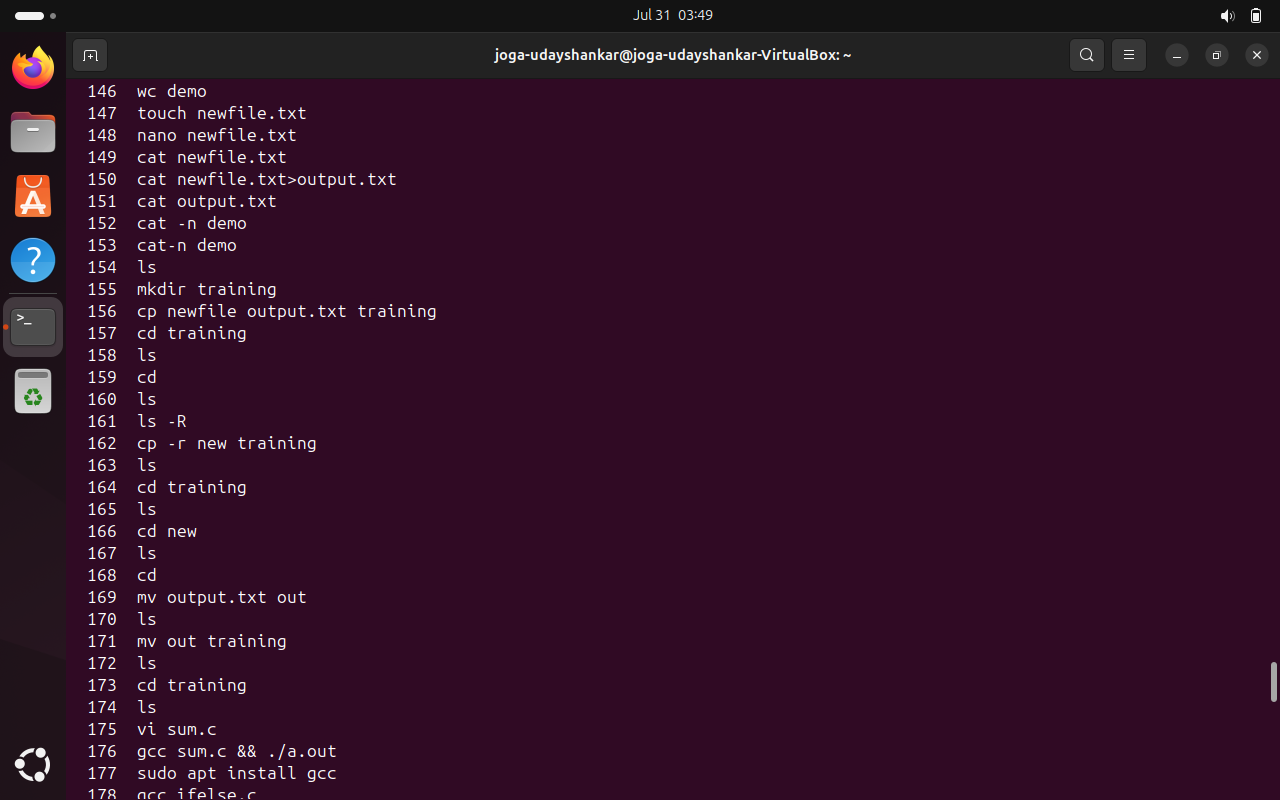 Jul 31 03:49
joga-udayshankar@joga-udayshankar-VirtualBox: ~
146 wc demo
147 touch newfile.txt
148 nano newfile.txt
149 cat newfile.txt
150 cat newfile.txt>output.txt
151 cat output.txt
152 cat -n demo
153 cat-n demo
154 ls
155 mkdir training
156 cp newfile output.txt training
157 cd training
158 ls
159 cd
160 ls
161 ls -R
162 cp -r new training
163 ls
164 cd training
165 ls
166 cd new
167 ls
168 cd
169 mv output.txt out
170 ls
171 mv out training
172 ls
173 cd training
174 ls
175 vi sum.c
176 gcc sum.c && ./a.out
177 sudo apt install gcc
178 gcc ifelse.c